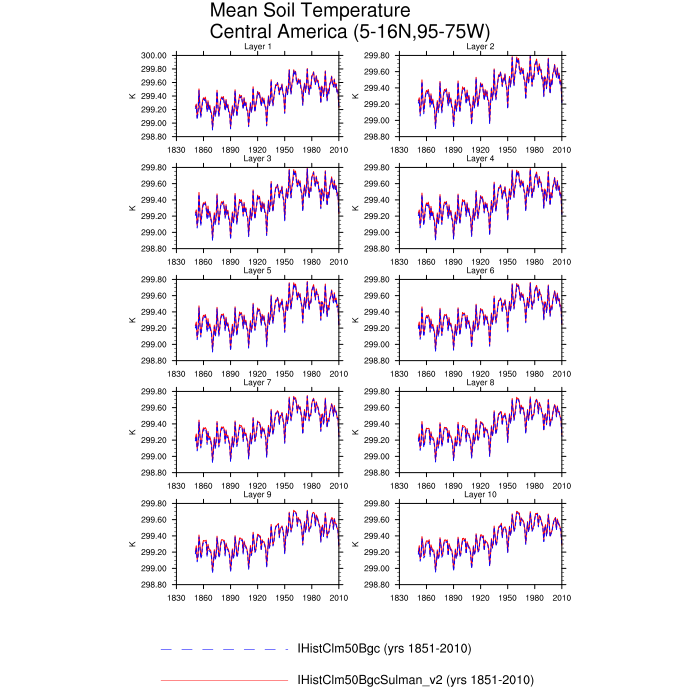 Mean Soil Temperature
Central America (5-16N,95-75W)
Layer 1
300.00
299.80
299.60
299.40
299.20
299.00
298.80
K
1830 1860 1890 1920 1950 1980 2010
Layer 2
299.80
299.60
299.40
299.20
299.00
298.80
K
1830 1860 1890 1920 1950 1980 2010
Layer 3
299.80
299.60
299.40
299.20
299.00
298.80
K
1830 1860 1890 1920 1950 1980 2010
Layer 4
299.80
299.60
299.40
299.20
299.00
298.80
K
1830 1860 1890 1920 1950 1980 2010
Layer 5
299.80
299.60
299.40
299.20
299.00
298.80
K
1830 1860 1890 1920 1950 1980 2010
Layer 6
299.80
299.60
299.40
299.20
299.00
298.80
K
1830 1860 1890 1920 1950 1980 2010
Layer 7
299.80
299.60
299.40
299.20
299.00
298.80
K
1830 1860 1890 1920 1950 1980 2010
Layer 8
299.80
299.60
299.40
299.20
299.00
298.80
K
1830 1860 1890 1920 1950 1980 2010
Layer 9
299.80
299.60
299.40
299.20
299.00
298.80
K
1830 1860 1890 1920 1950 1980 2010
Layer 10
299.80
299.60
299.40
299.20
299.00
298.80
K
1830 1860 1890 1920 1950 1980 2010
IHistClm50Bgc (yrs 1851-2010)
IHistClm50BgcSulman_v2 (yrs 1851-2010)